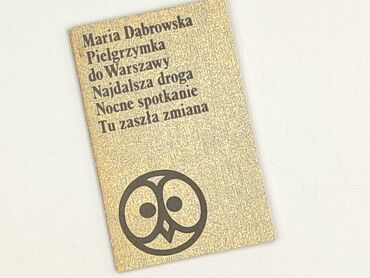 Maria Dąbrowska
Pielgrzymka
do Warszawy
Najdalsza droga
Nocne spotkanie
Tu zaszła zmiana